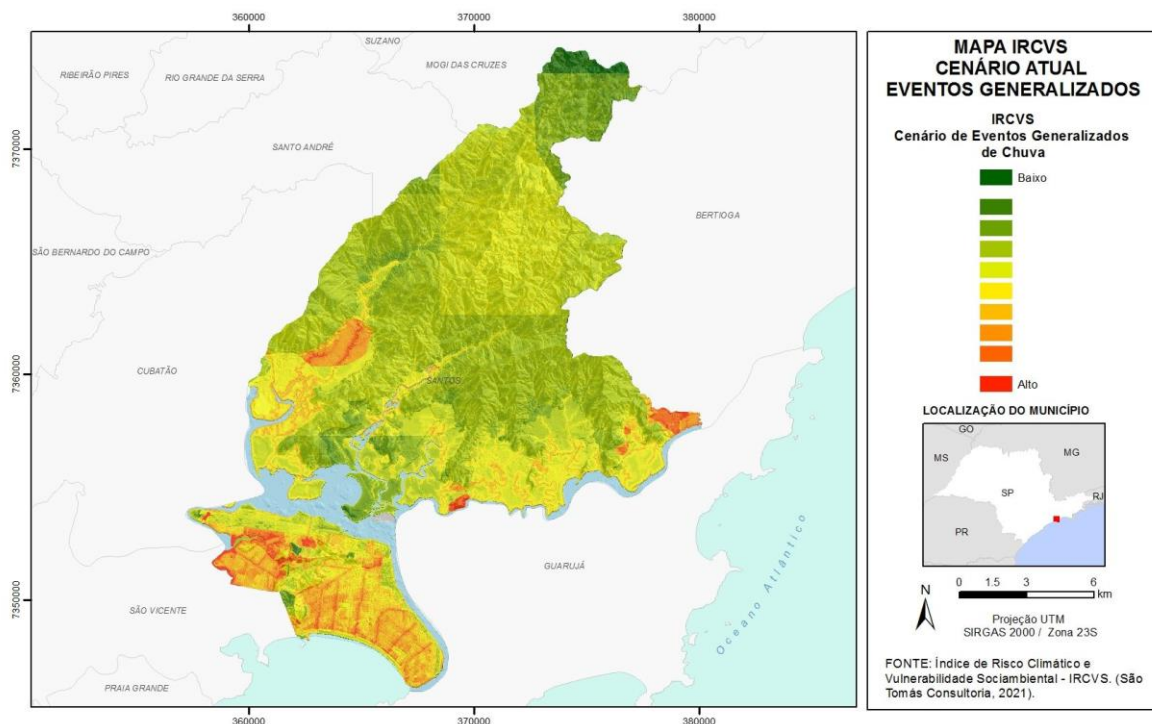 360000
370000
380000
SUZANO
MOGI DAS CRUZES
RIBEIRÃO PIRES
RIO GRANDE DA SERRA
7370000
SANTO ANDRÉ
BERTIOGA
SÃO BERNARDO DO CAMPO
7360000
CUBATÃO
SANTOS
GUARUJÁ
Oceano Atlântico
7350000
SÃO VICENTE
PRAIA GRANDE
360000
370000
380000
MAPA IRCVS
CENÁRIO ATUAL
EVENTOS GENERALIZADOS
IRCVS
Cenário de Eventos Generalizados
de Chuva
Baixo
Alto
LOCALIZAÇÃO DO MUNICÍPIO
GO
MS
MG
SP
RJ
PR
N
0 1.5 3 6
km
Projeção UTM
SIRGAS 2000 / Zona 23S
FONTE: Índice de Risco Climático e
Vulnerabilidade Sociambiental - IRCVS. (São
Tomás Consultoria, 2021).